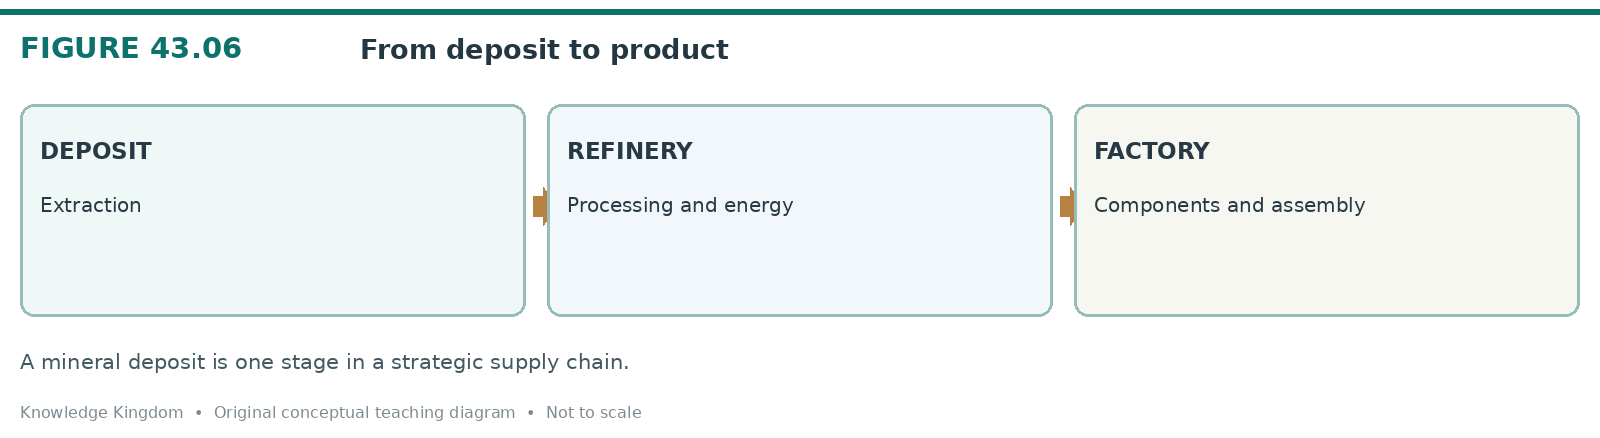 FIGURE 43.06 From deposit to product
DEPOSIT
Extraction
REFINERY
Processing and energy
FACTORY
Components and assembly
A mineral deposit is one stage in a strategic supply chain.
Knowledge Kingdom • Original conceptual teaching diagram • Not to scale